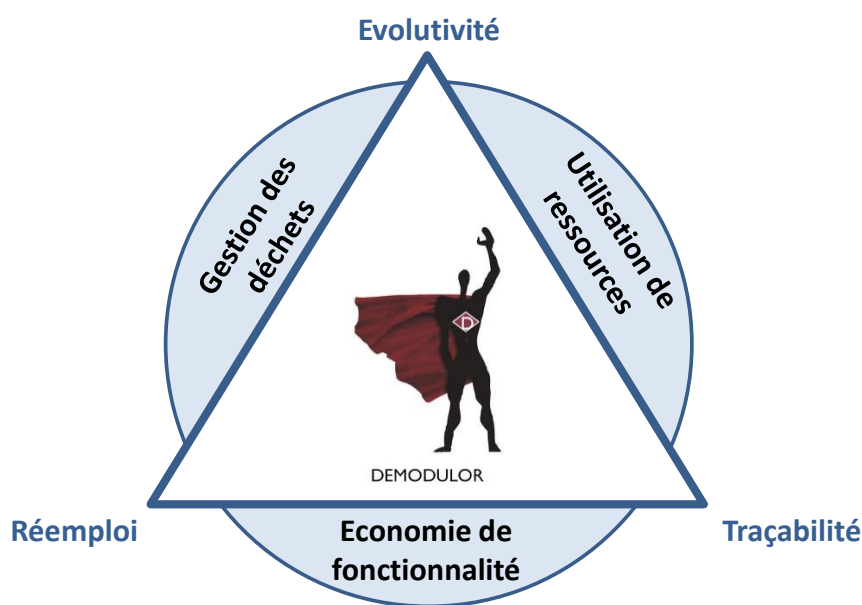 Evolutivité
Gestion des
déchets
Utilisation de
ressources
D
DEMODULOR
Réemploi
Economie de
fonctionnalité
Traçabilité